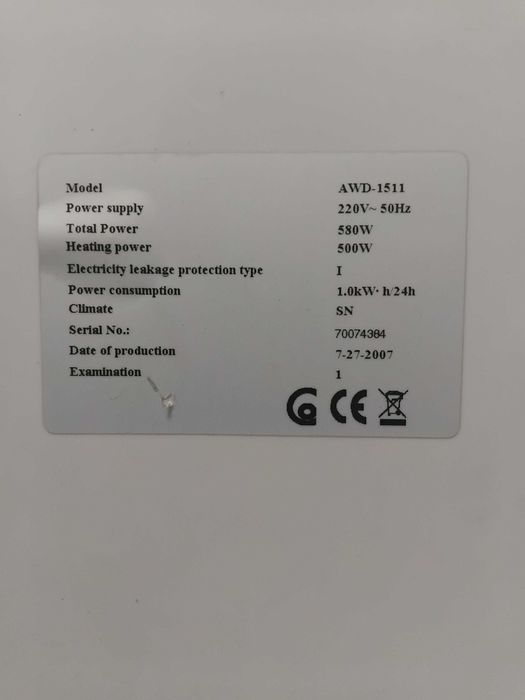 Model AWD-1511
Power supply 220V~ 50Hz
Total Power 580W
Heating power 500W
Electricity leakage protection type I
Power consumption 1.0kW·h/24h
Climate SN
Serial No.: 70074384
Date of production 7-27-2007
Examination 1
CE